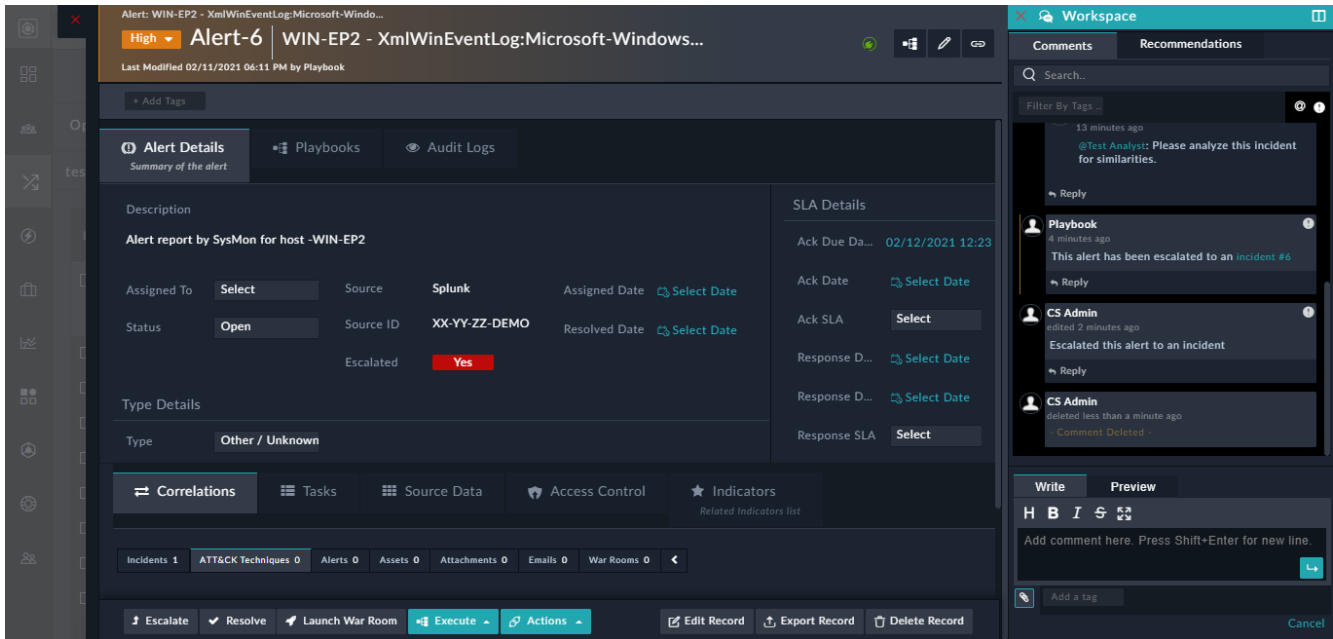 Alert: WIN-EP2 - XmlWinEventLog:Microsoft-Windo...
High Alert-6 WIN-EP2 - XmlWinEventLog:Microsoft-Windows...
Last Modified 02/11/2021 06:11 PM by Playbook
+ Add Tags
Alert Details
Summary of the alert
Playbooks
Audit Logs
Description
Alert report by SysMon for host -WIN-EP2
Assigned To Select
Source Splunk
Assigned Date Select Date
Status Open
Source ID XX-YY-ZZ-DEMO
Resolved Date Select Date
Escalated Yes
Type Details
Type Other / Unknown
SLA Details
Ack Due Da... 02/12/2021 12:23
Ack Date Select Date
Ack SLA Select
Response D... Select Date
Response D... Select Date
Response SLA Select
Correlations
Tasks
Source Data
Access Control
Indicators
Related Indicators list
Incidents 1 ATT&CK Techniques 0 Alerts 0 Assets 0 Attachments 0 Emails 0 War Rooms 0
Escalate Resolve Launch War Room Execute Actions Edit Record Export Record Delete Record
Workspace
Comments Recommendations
Search..
Filter By Tags ..
@
13 minutes ago
@Test Analyst: Please analyze this incident
for similarities.
Reply
Playbook
4 minutes ago
This alert has been escalated to an incident #6
Reply
CS Admin
edited 2 minutes ago
Escalated this alert to an incident
Reply
CS Admin
deleted less than a minute ago
- Comment Deleted -
Write Preview
H B I S
Add comment here. Press Shift+Enter for new line.
Add a tag
Cancel